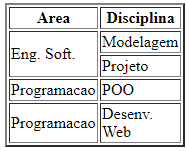 Area Disciplina
Eng. Soft. Modelagem
Projeto
Programacao POO
Programacao Desenv.
Web